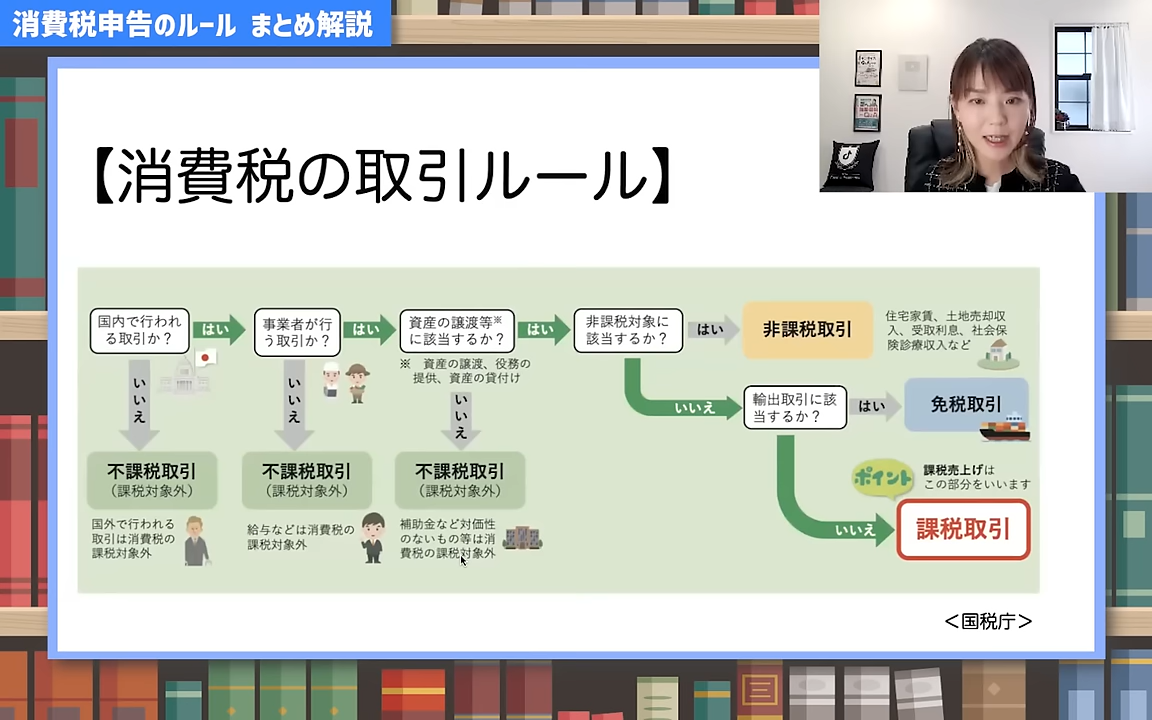 消費税申告のルール まとめ解説
【消費税の取引ルール】
国内で行われ
る取引か？
はい
事業者が行
う取引か？
はい
資産の譲渡等※
に該当するか？
はい
非課税対象に
該当するか？
はい
非課税取引
住宅家賃、土地売却収
入、受取利息、社会保
険診療収入など
※　資産の譲渡、役務の
提供、資産の貸付け
いいえ
いいえ
いいえ
いいえ
輸出取引に該
当するか？
はい
免税取引
不課税取引
（課税対象外）
不課税取引
（課税対象外）
不課税取引
（課税対象外）
ポイント
課税売上げは
この部分をいいます
国外で行われる
取引は消費税の
課税対象外
給与などは消費税の
課税対象外
補助金など対価性
のないもの等は消
費税の課税対象外
いいえ
課税取引
＜国税庁＞